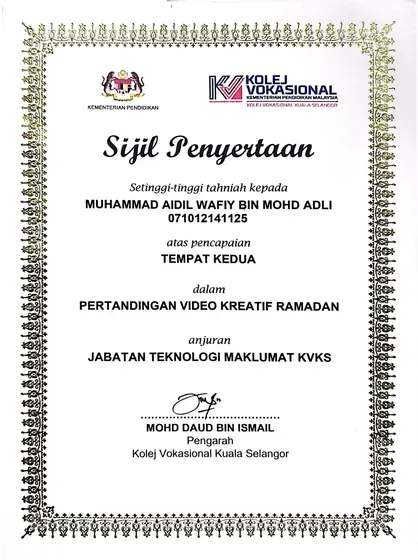 KEMENTERIAN PENDIDIKAN
KOLEJ
VOKASIONAL
KEMENTERIAN PENDIDIKAN MALAYSIA
KOLEJ VOKASIONAL KUALA SELANGOR
Sijil Penyertaan
Setinggi-tinggi tahniah kepada
MUHAMMAD AIDIL WAFIY BIN MOHD ADLI
071012141125
atas pencapaian
TEMPAT KEDUA
dalam
PERTANDINGAN VIDEO KREATIF RAMADAN
anjuran
JABATAN TEKNOLOGI MAKLUMAT KVKS
MOHD DAUD BIN ISMAIL
Pengarah
Kolej Vokasional Kuala Selangor